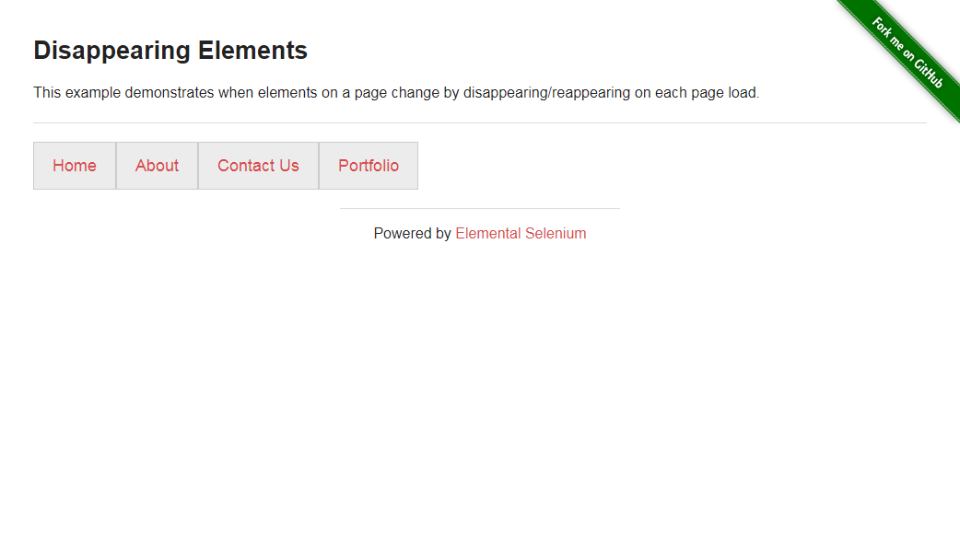 Disappearing Elements
Fork me on GitHub
This example demonstrates when elements on a page change by disappearing/reappearing on each page load.
Home About Contact Us Portfolio
Powered by Elemental Selenium